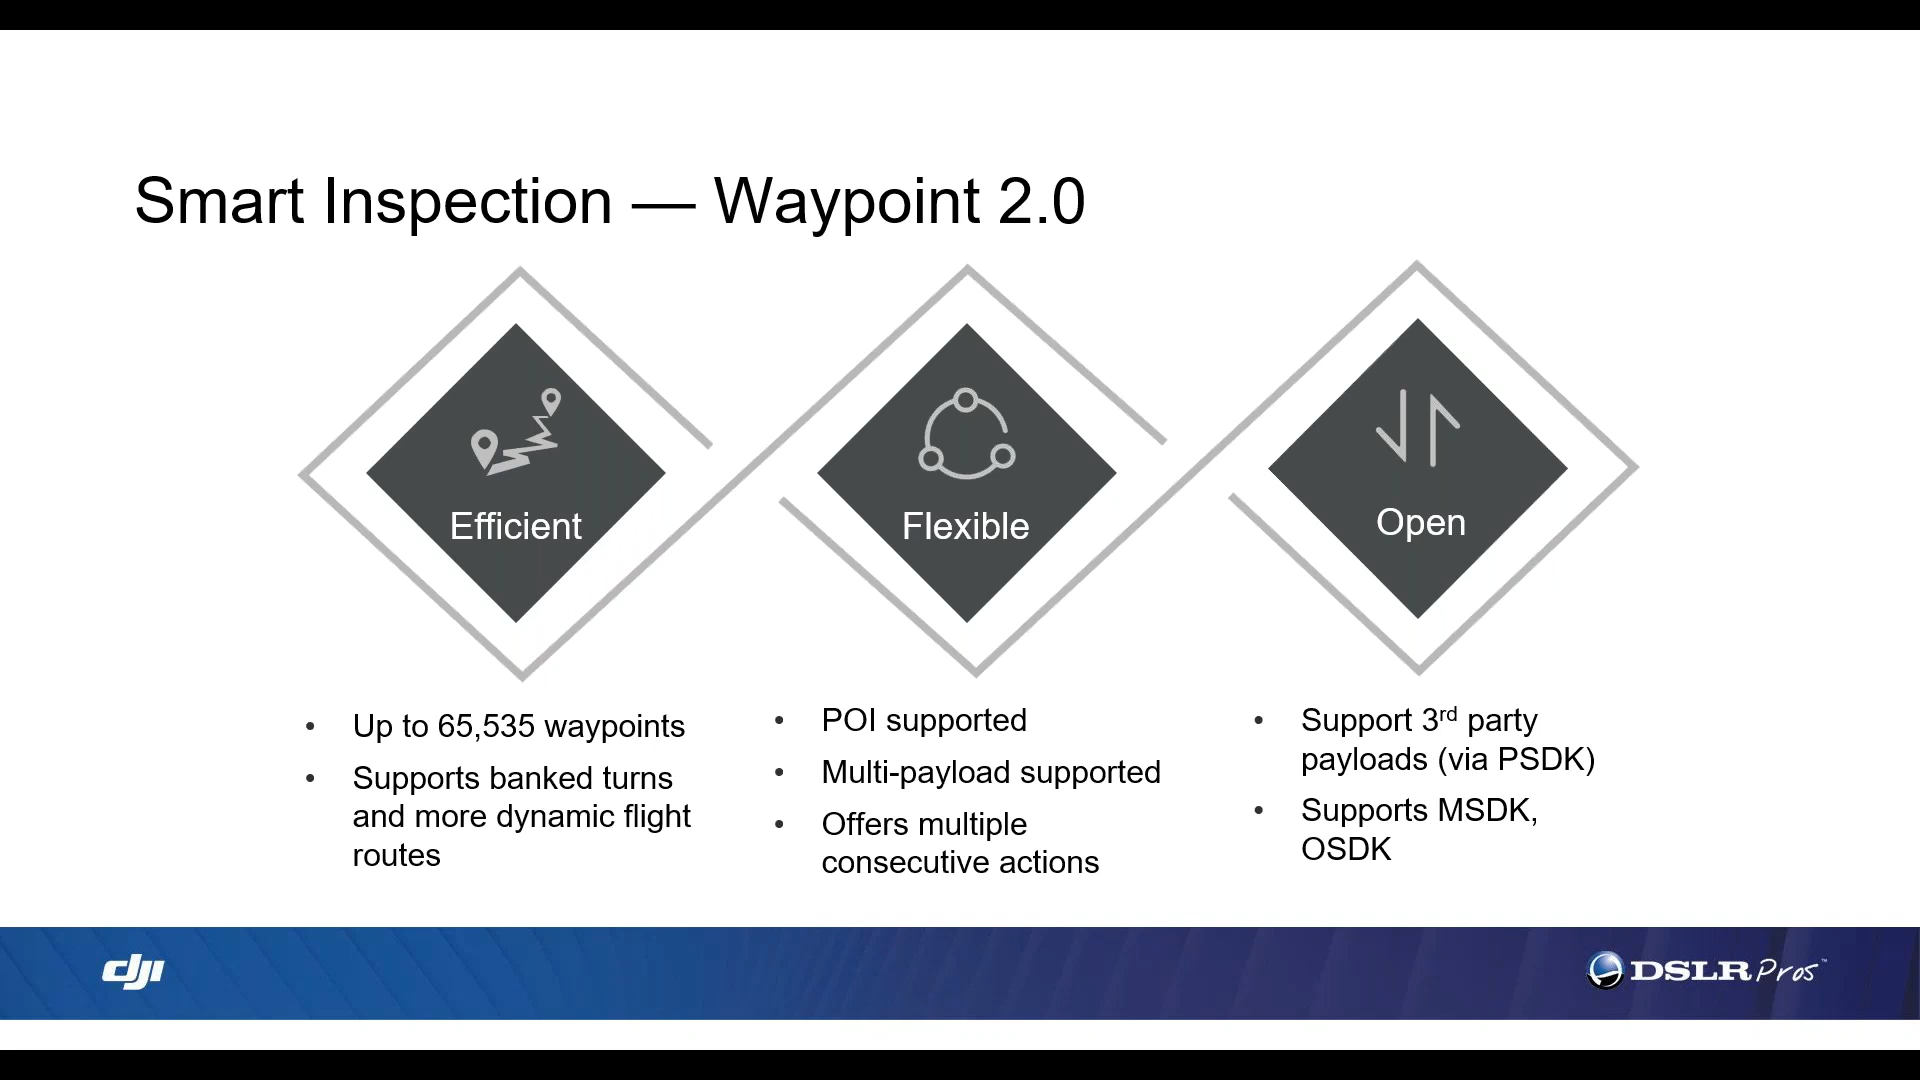 Smart Inspection — Waypoint 2.0
Efficient
Flexible
Open
• Up to 65,535 waypoints
• Supports banked turns
and more dynamic flight
routes
• POI supported
• Multi-payload supported
• Offers multiple
consecutive actions
• Support 3rd party
payloads (via PSDK)
• Supports MSDK,
OSDK
dji
DSLR Pros™